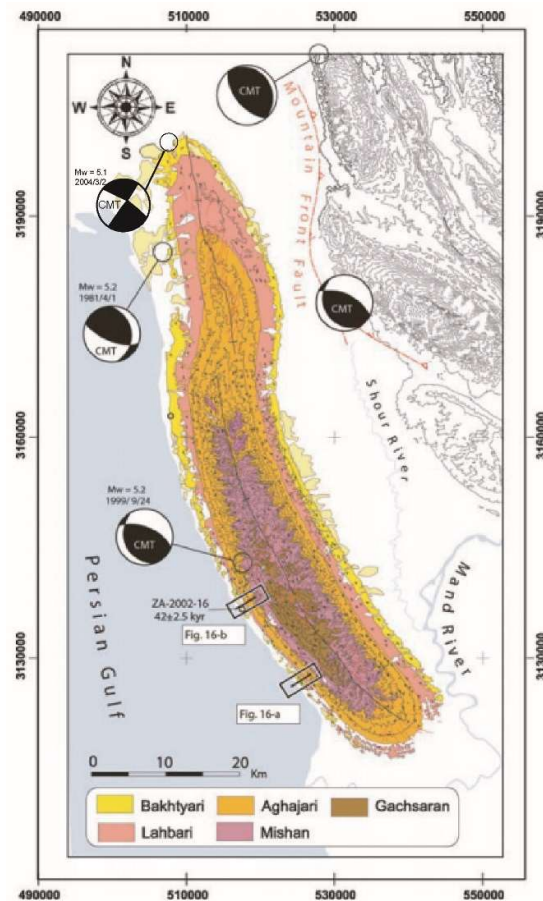 490000 510000 530000 550000
N
W E
S
CMT
Mountain Front Fault
Mw = 5.1
2004/3/2
CMT
3190000 3190000
Mw = 5.2
1981/4/1
CMT
CMT
Shour River
3160000 3160000
Mw = 5.2
1999/9/24
CMT
Persian Gulf
Mand River
ZA-2002-16
42±2.5 kyr
Fig. 16-b
3130000 3130000
Fig. 16-a
0 10 20
Km
Bakhtyari Aghajari Gachsaran
Lahbari Mishan
490000 510000 530000 550000